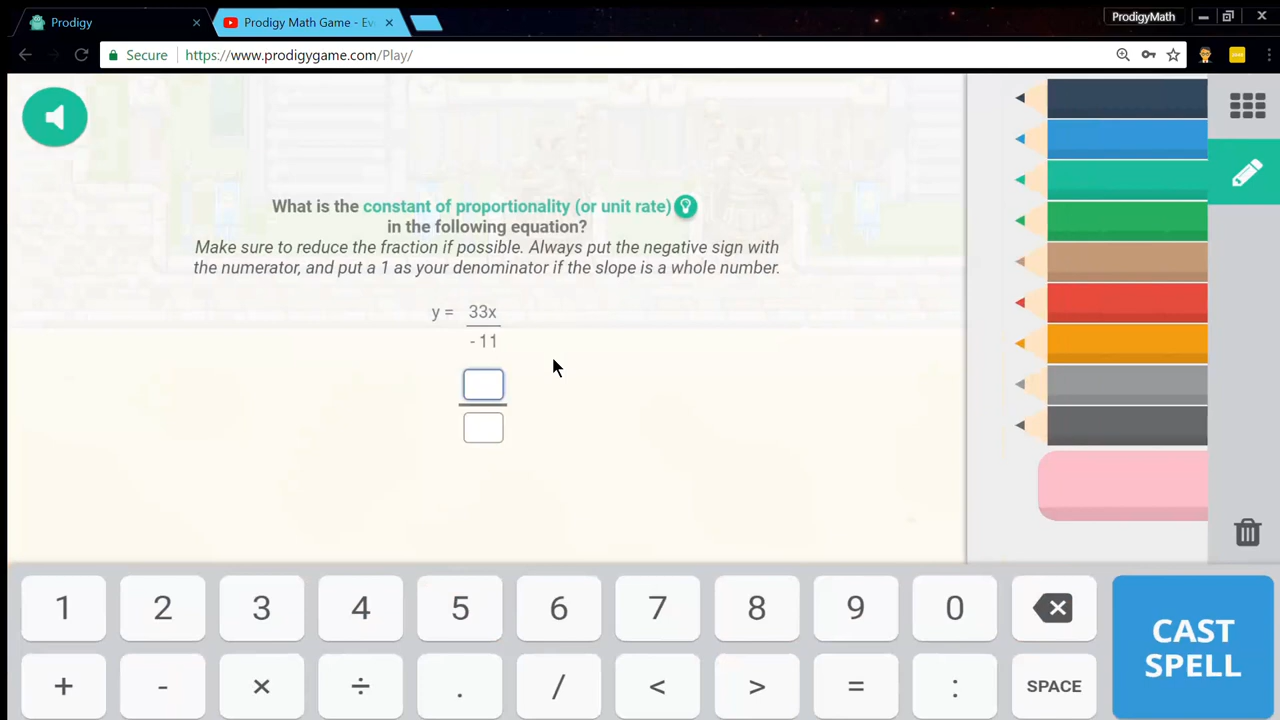 Prodigy
Prodigy Math Game - Ev
ProdigyMath
Secure
https://www.prodigygame.com/Play/
What is the constant of proportionality (or unit rate)
in the following equation?
Make sure to reduce the fraction if possible. Always put the negative sign with
the numerator, and put a 1 as your denominator if the slope is a whole number.
y = 33x
- 11
1 2 3 4 5 6 7 8 9 0
+ - × ÷ . / < > = : SPACE
CAST
SPELL